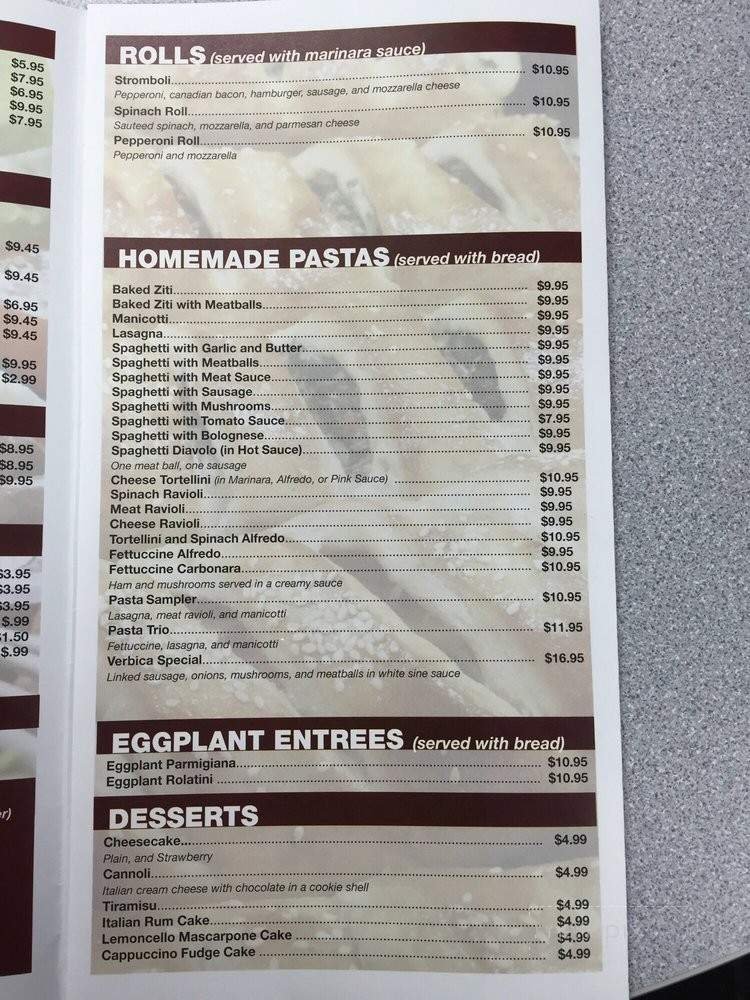 $5.95
$7.95
$6.95
$9.95
$7.95
$9.45
$9.45
$6.95
$9.45
$9.45
$9.95
$2.99
$8.95
$8.95
$9.95
$3.95
$3.95
$3.95
$.99
$1.50
$.99
ROLLS (served with marinara sauce)
Stromboli $10.95
Pepperoni, canadian bacon, hamburger, sausage, and mozzarella cheese
Spinach Roll $10.95
Sauteed spinach, mozzarella, and parmesan cheese
Pepperoni Roll $10.95
Pepperoni and mozzarella
HOMEMADE PASTAS (served with bread)
Baked Ziti $9.95
Baked Ziti with Meatballs $9.95
Manicotti $9.95
Lasagna $9.95
Spaghetti with Garlic and Butter $9.95
Spaghetti with Meatballs $9.95
Spaghetti with Meat Sauce $9.95
Spaghetti with Sausage $9.95
Spaghetti with Mushrooms $9.95
Spaghetti with Tomato Sauce $7.95
Spaghetti with Bolognese $9.95
Spaghetti Diavolo (in Hot Sauce) $9.95
One meat ball, one sausage
Cheese Tortellini (in Marinara, Alfredo, or Pink Sauce) $10.95
Spinach Ravioli $9.95
Meat Ravioli $9.95
Cheese Ravioli $9.95
Tortellini and Spinach Alfredo $10.95
Fettuccine Alfredo $9.95
Fettuccine Carbonara $10.95
Ham and mushrooms served in a creamy sauce
Pasta Sampler $10.95
Lasagna, meat ravioli, and manicotti
Pasta Trio $11.95
Fettuccine, lasagna, and manicotti
Verbica Special $16.95
Linked sausage, onions, mushrooms, and meatballs in white sine sauce
EGGPLANT ENTREES (served with bread)
Eggplant Parmigiana $10.95
Eggplant Rolatini $10.95
DESSERTS
Cheesecake $4.99
Plain, and Strawberry
Cannoli $4.99
Italian cream cheese with chocolate in a cookie shell
Tiramisu $4.99
Italian Rum Cake $4.99
Lemoncello Mascarpone Cake $4.99
Cappuccino Fudge Cake $4.99